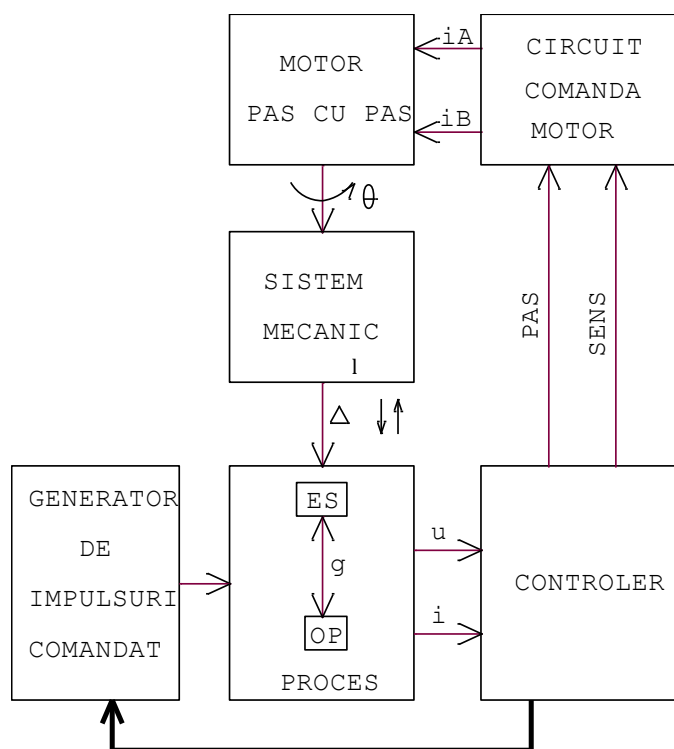 MOTOR
PAS CU PAS
iA
iB
CIRCUIT
COMANDA
MOTOR
θ
SISTEM
MECANIC
l
Δ
PAS
SENS
GENERATOR
DE
IMPULSURI
COMANDAT
ES
g
OP
PROCES
u
i
CONTROLER